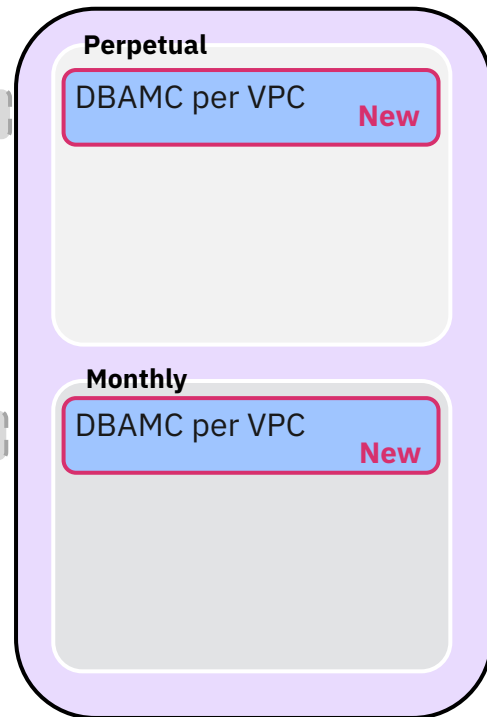 Perpetual
DBAMC per VPC
New
Monthly
DBAMC per VPC
New